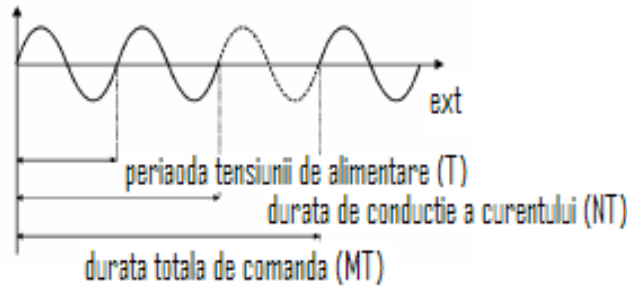 ext
periaoda tensiunii de alimentare (T)
durata de conductie a curentului (NT)
durata totala de comanda (MT)